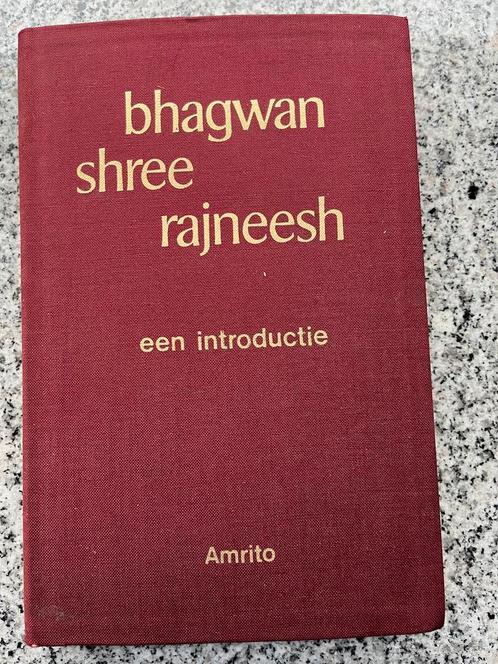 bhagwan
shree
rajneesh
een introductie
Amrito